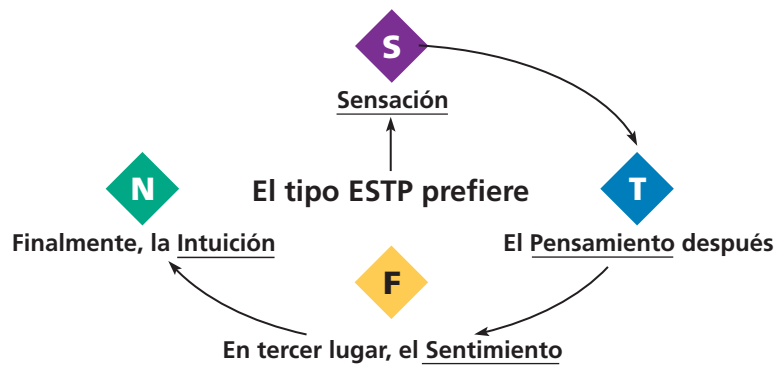 S
Sensación
El tipo ESTP prefiere
T
El Pensamiento después
F
En tercer lugar, el Sentimiento
N
Finalmente, la Intuición